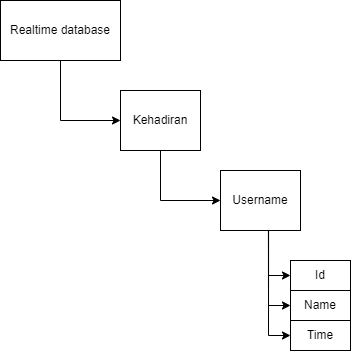 Realtime database
Kehadiran
Username
Id
Name
Time